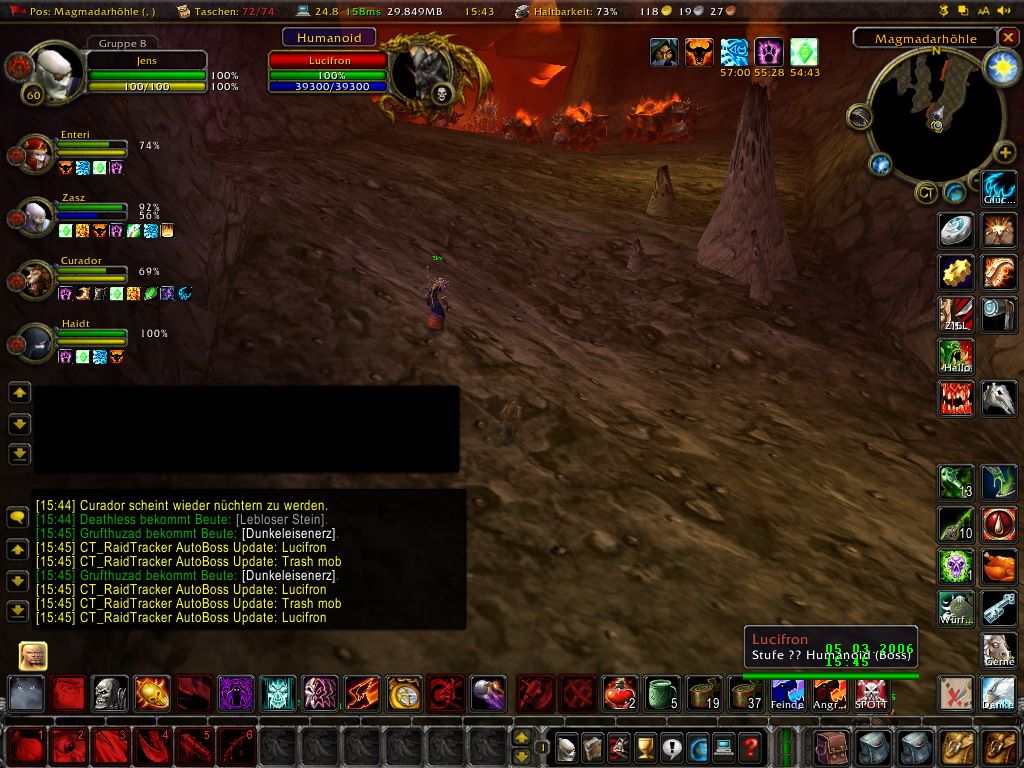 Pos: Magmadarhöhle (, ) Taschen: 72/74 24.8 158ms 29.849MB 15:43 Haltbarkeit: 73% 118 19 27
Gruppe 8
Humanoid
Magmadarhöhle
N
Jens
100%
100/100
100%
60
Lucifron
100%
39300/39300
57:00 55:28 54:43
Enteri
74%
Zasz
92%
56%
Curador
69%
Haidt
100%
CT
Glüc...
ZIEL
Hallo
[15:44] Curador scheint wieder nüchtern zu werden.
[15:44] Deathless bekommt Beute: [Lebloser Stein].
[15:45] Grufthuzad bekommt Beute: [Dunkeleisenerz].
[15:45] CT_RaidTracker AutoBoss Update: Lucifron
[15:45] CT_RaidTracker AutoBoss Update: Trash mob
[15:45] Grufthuzad bekommt Beute: [Dunkeleisenerz].
[15:45] CT_RaidTracker AutoBoss Update: Lucifron
[15:45] CT_RaidTracker AutoBoss Update: Trash mob
[15:45] CT_RaidTracker AutoBoss Update: Lucifron
13
10
1
Würf...
Gerne
Lucifron
Stufe ?? Humanoid (Boss)
05.03.2006
15:45
2 5 19 37 Feinde Angr... SPOTT Danke
1 2 3 4 5 6
1